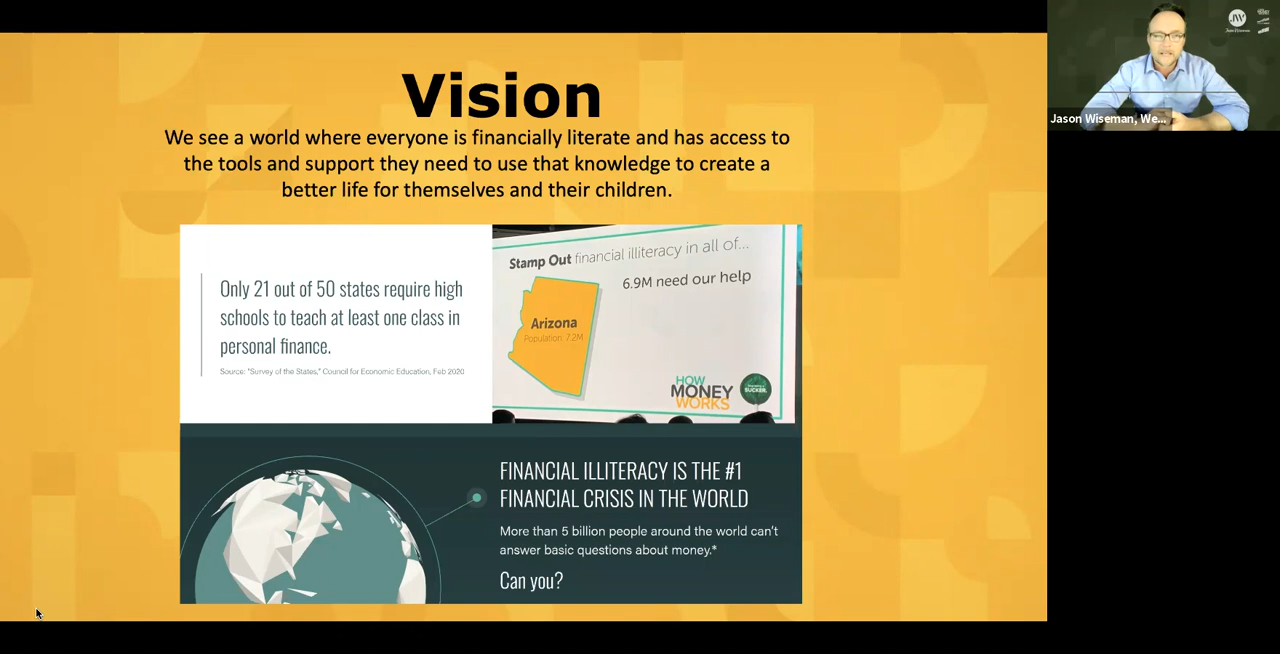 Vision
We see a world where everyone is financially literate and has access to
the tools and support they need to use that knowledge to create a
better life for themselves and their children.
Only 21 out of 50 states require high
schools to teach at least one class in
personal finance.
Source: "Survey of the States," Council for Economic Education, Feb 2020
Stamp Out financial illiteracy in all of...
6.9M need our help
Arizona
Population: 7.2M
HOW
MONEY
WORKS
SUCKER.
FINANCIAL ILLITERACY IS THE #1
FINANCIAL CRISIS IN THE WORLD
More than 5 billion people around the world can't
answer basic questions about money.*
Can you?
JW
Jason Wiseman, We...